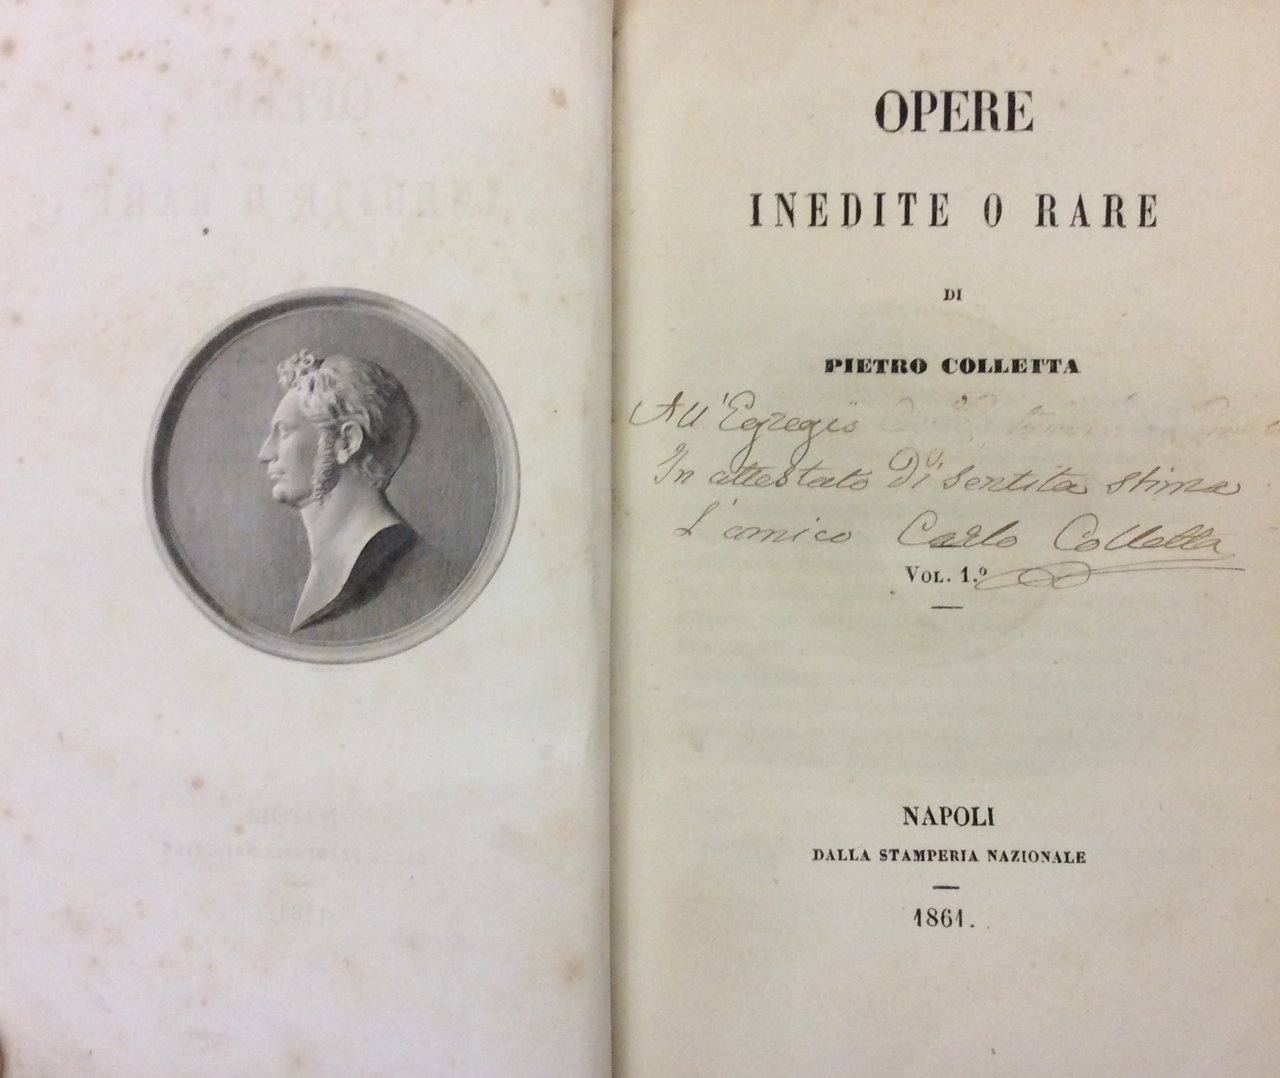 OPERE
INEDITE O RARE
DI
PIETRO COLLETTA
All'Egregio
In attestato di sentita stima
L'amico Carlo Colletta
VOL. 1.º
NAPOLI
DALLA STAMPERIA NAZIONALE
1861.